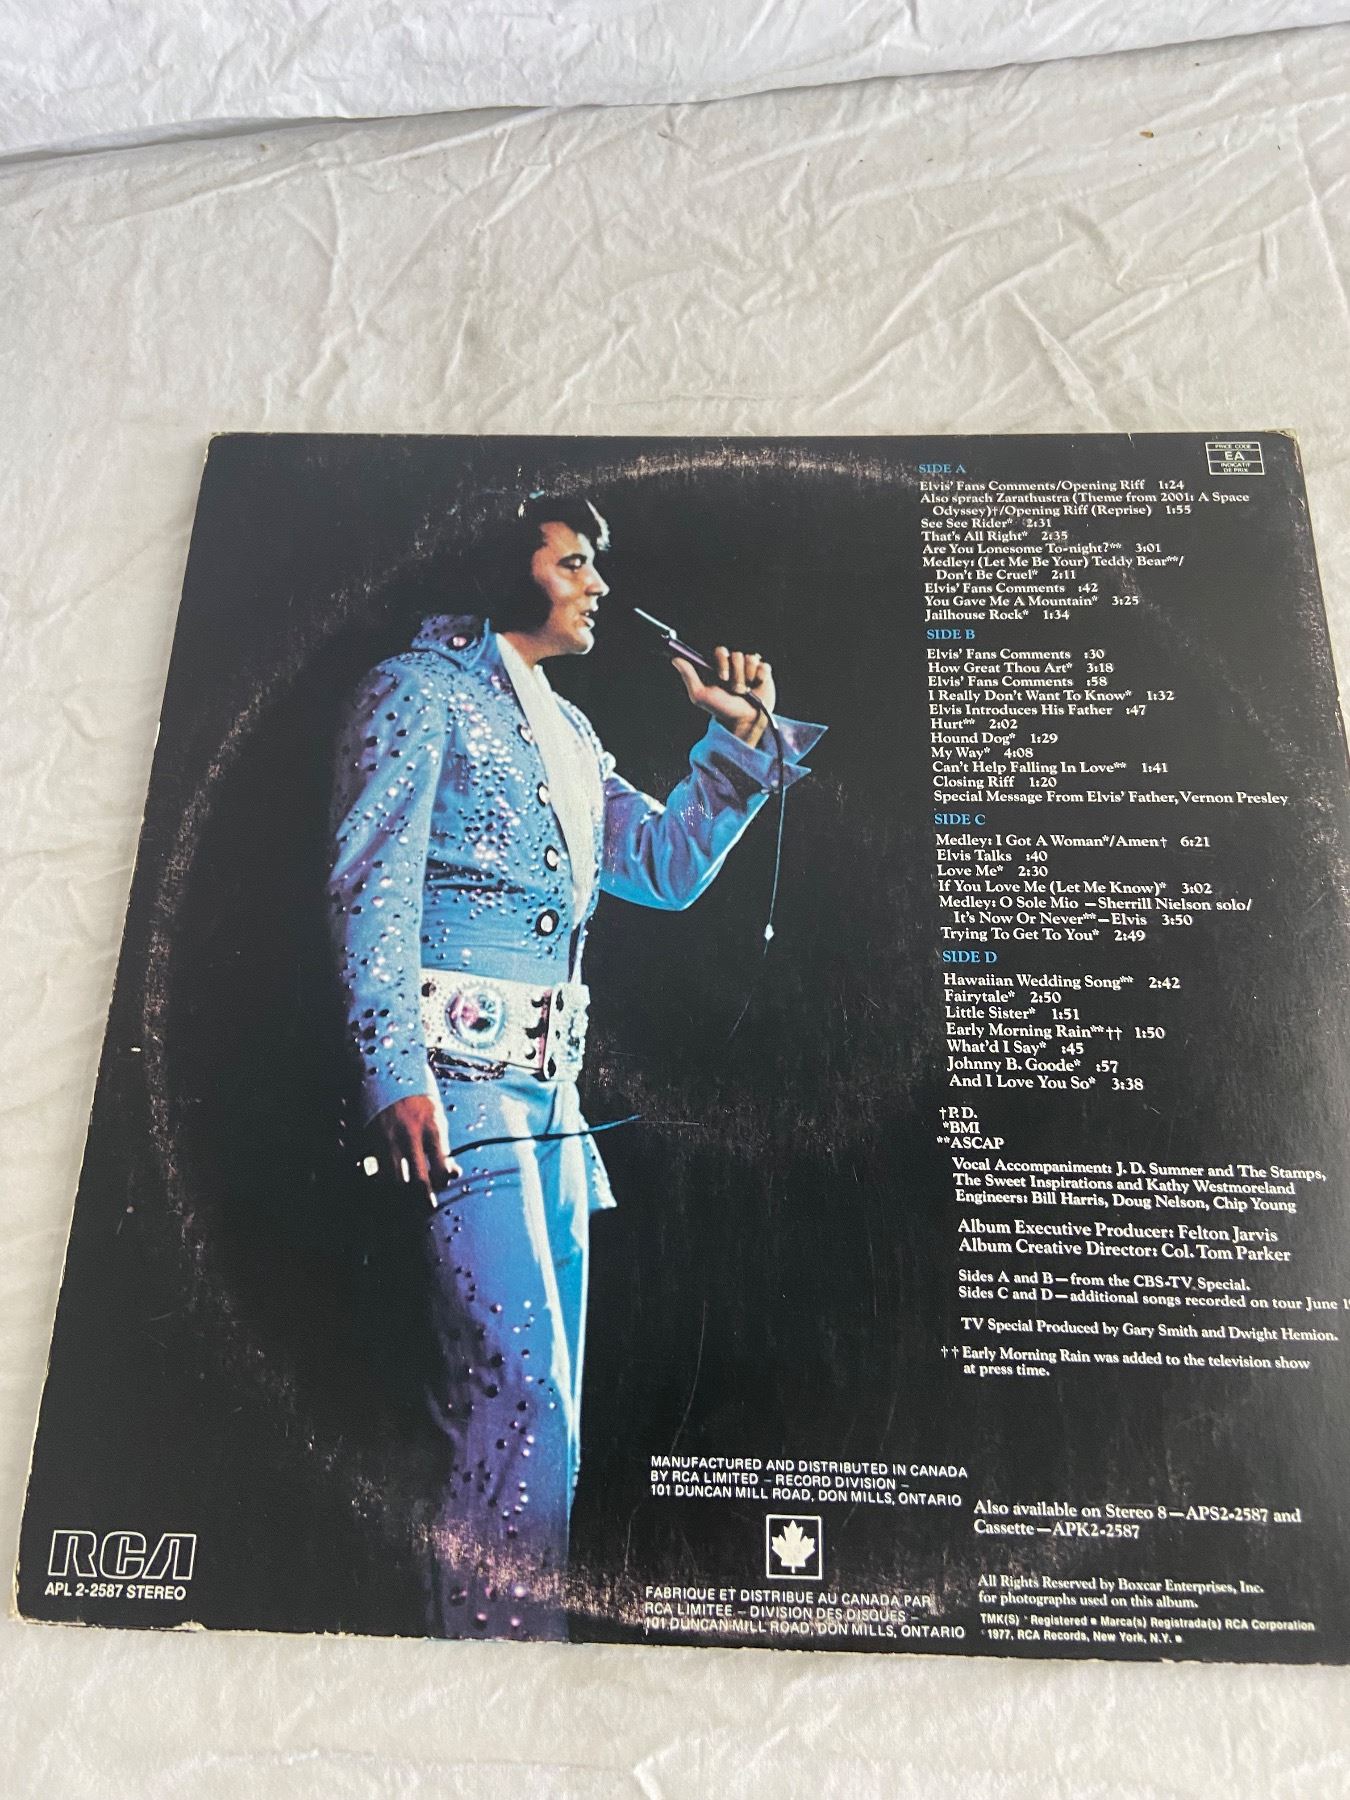 PRICE CODE
EA
INDICATIF
DE PRIX
SIDE A
Elvis' Fans Comments/Opening Riff 1:24
Also sprach Zarathustra (Theme from 2001: A Space
Odyssey)†/Opening Riff (Reprise) 1:55
See See Rider* 2:31
That's All Right* 2:35
Are You Lonesome To-night?** 3:01
Medley: (Let Me Be Your) Teddy Bear**/
Don't Be Cruel* 2:11
Elvis' Fans Comments :42
You Gave Me A Mountain* 3:25
Jailhouse Rock* 1:34
SIDE B
Elvis' Fans Comments :30
How Great Thou Art* 3:18
Elvis' Fans Comments :58
I Really Don't Want To Know* 1:32
Elvis Introduces His Father :47
Hurt** 2:02
Hound Dog* 1:29
My Way* 4:08
Can't Help Falling In Love** 1:41
Closing Riff 1:20
Special Message From Elvis' Father, Vernon Presley
SIDE C
Medley: I Got A Woman*/Amen† 6:21
Elvis Talks :40
Love Me* 2:30
If You Love Me (Let Me Know)* 3:02
Medley: O Sole Mio —Sherrill Nielson solo/
It's Now Or Never**—Elvis 3:50
Trying To Get To You* 2:49
SIDE D
Hawaiian Wedding Song** 2:42
Fairytale* 2:50
Little Sister* 1:51
Early Morning Rain**†† 1:50
What'd I Say* :45
Johnny B. Goode* :57
And I Love You So* 3:38
†P.D.
*BMI
**ASCAP
Vocal Accompaniment: J. D. Sumner and The Stamps,
The Sweet Inspirations and Kathy Westmoreland
Engineers: Bill Harris, Doug Nelson, Chip Young
Album Executive Producer: Felton Jarvis
Album Creative Director: Col. Tom Parker
Sides A and B—from the CBS-TV Special.
Sides C and D—additional songs recorded on tour June
TV Special Produced by Gary Smith and Dwight Hemion.
††Early Morning Rain was added to the television show
at press time.
MANUFACTURED AND DISTRIBUTED IN CANADA
BY RCA LIMITED – RECORD DIVISION –
101 DUNCAN MILL ROAD, DON MILLS, ONTARIO
Also available on Stereo 8—APS2-2587 and
Cassette—APK2-2587
RCA
APL 2-2587 STEREO
FABRIQUE ET DISTRIBUE AU CANADA PAR
RCA LIMITEE – DIVISION DES DISQUES –
101 DUNCAN MILL ROAD, DON MILLS, ONTARIO
All Rights Reserved by Boxcar Enterprises, Inc.
for photographs used on this album.
TMK(S) ® Registered • Marca(s) Registrada(s) RCA Corporation
1977, RCA Records, New York, N.Y. •